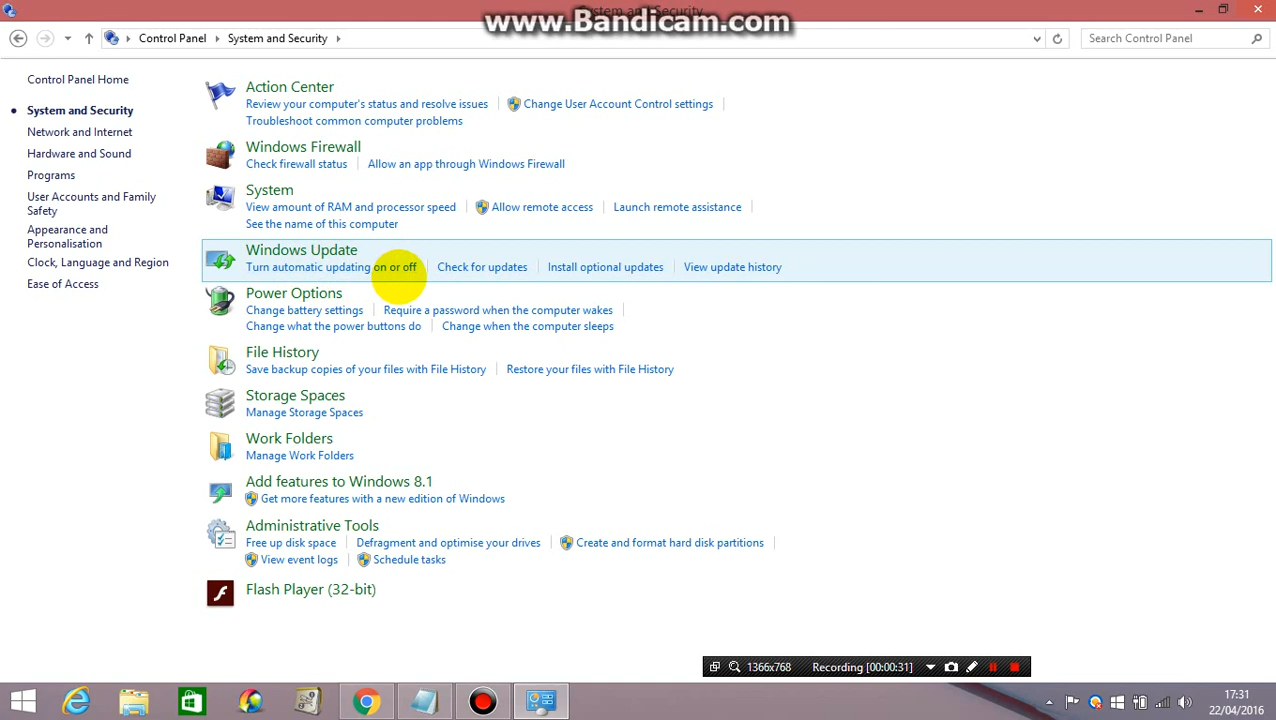 System and Security
www.Bandicam.com
Control Panel
System and Security
Search Control Panel
Control Panel Home
System and Security
Network and Internet
Hardware and Sound
Programs
User Accounts and Family
Safety
Appearance and
Personalisation
Clock, Language and Region
Ease of Access
Action Center
Review your computer's status and resolve issues
Change User Account Control settings
Troubleshoot common computer problems
Windows Firewall
Check firewall status
Allow an app through Windows Firewall
System
View amount of RAM and processor speed
Allow remote access
Launch remote assistance
See the name of this computer
Windows Update
Turn automatic updating on or off
Check for updates
Install optional updates
View update history
Power Options
Change battery settings
Require a password when the computer wakes
Change what the power buttons do
Change when the computer sleeps
File History
Save backup copies of your files with File History
Restore your files with File History
Storage Spaces
Manage Storage Spaces
Work Folders
Manage Work Folders
Add features to Windows 8.1
Get more features with a new edition of Windows
Administrative Tools
Free up disk space
Defragment and optimise your drives
Create and format hard disk partitions
View event logs
Schedule tasks
Flash Player (32-bit)
1366x768
Recording [00:00:31]
17:31
22/04/2016